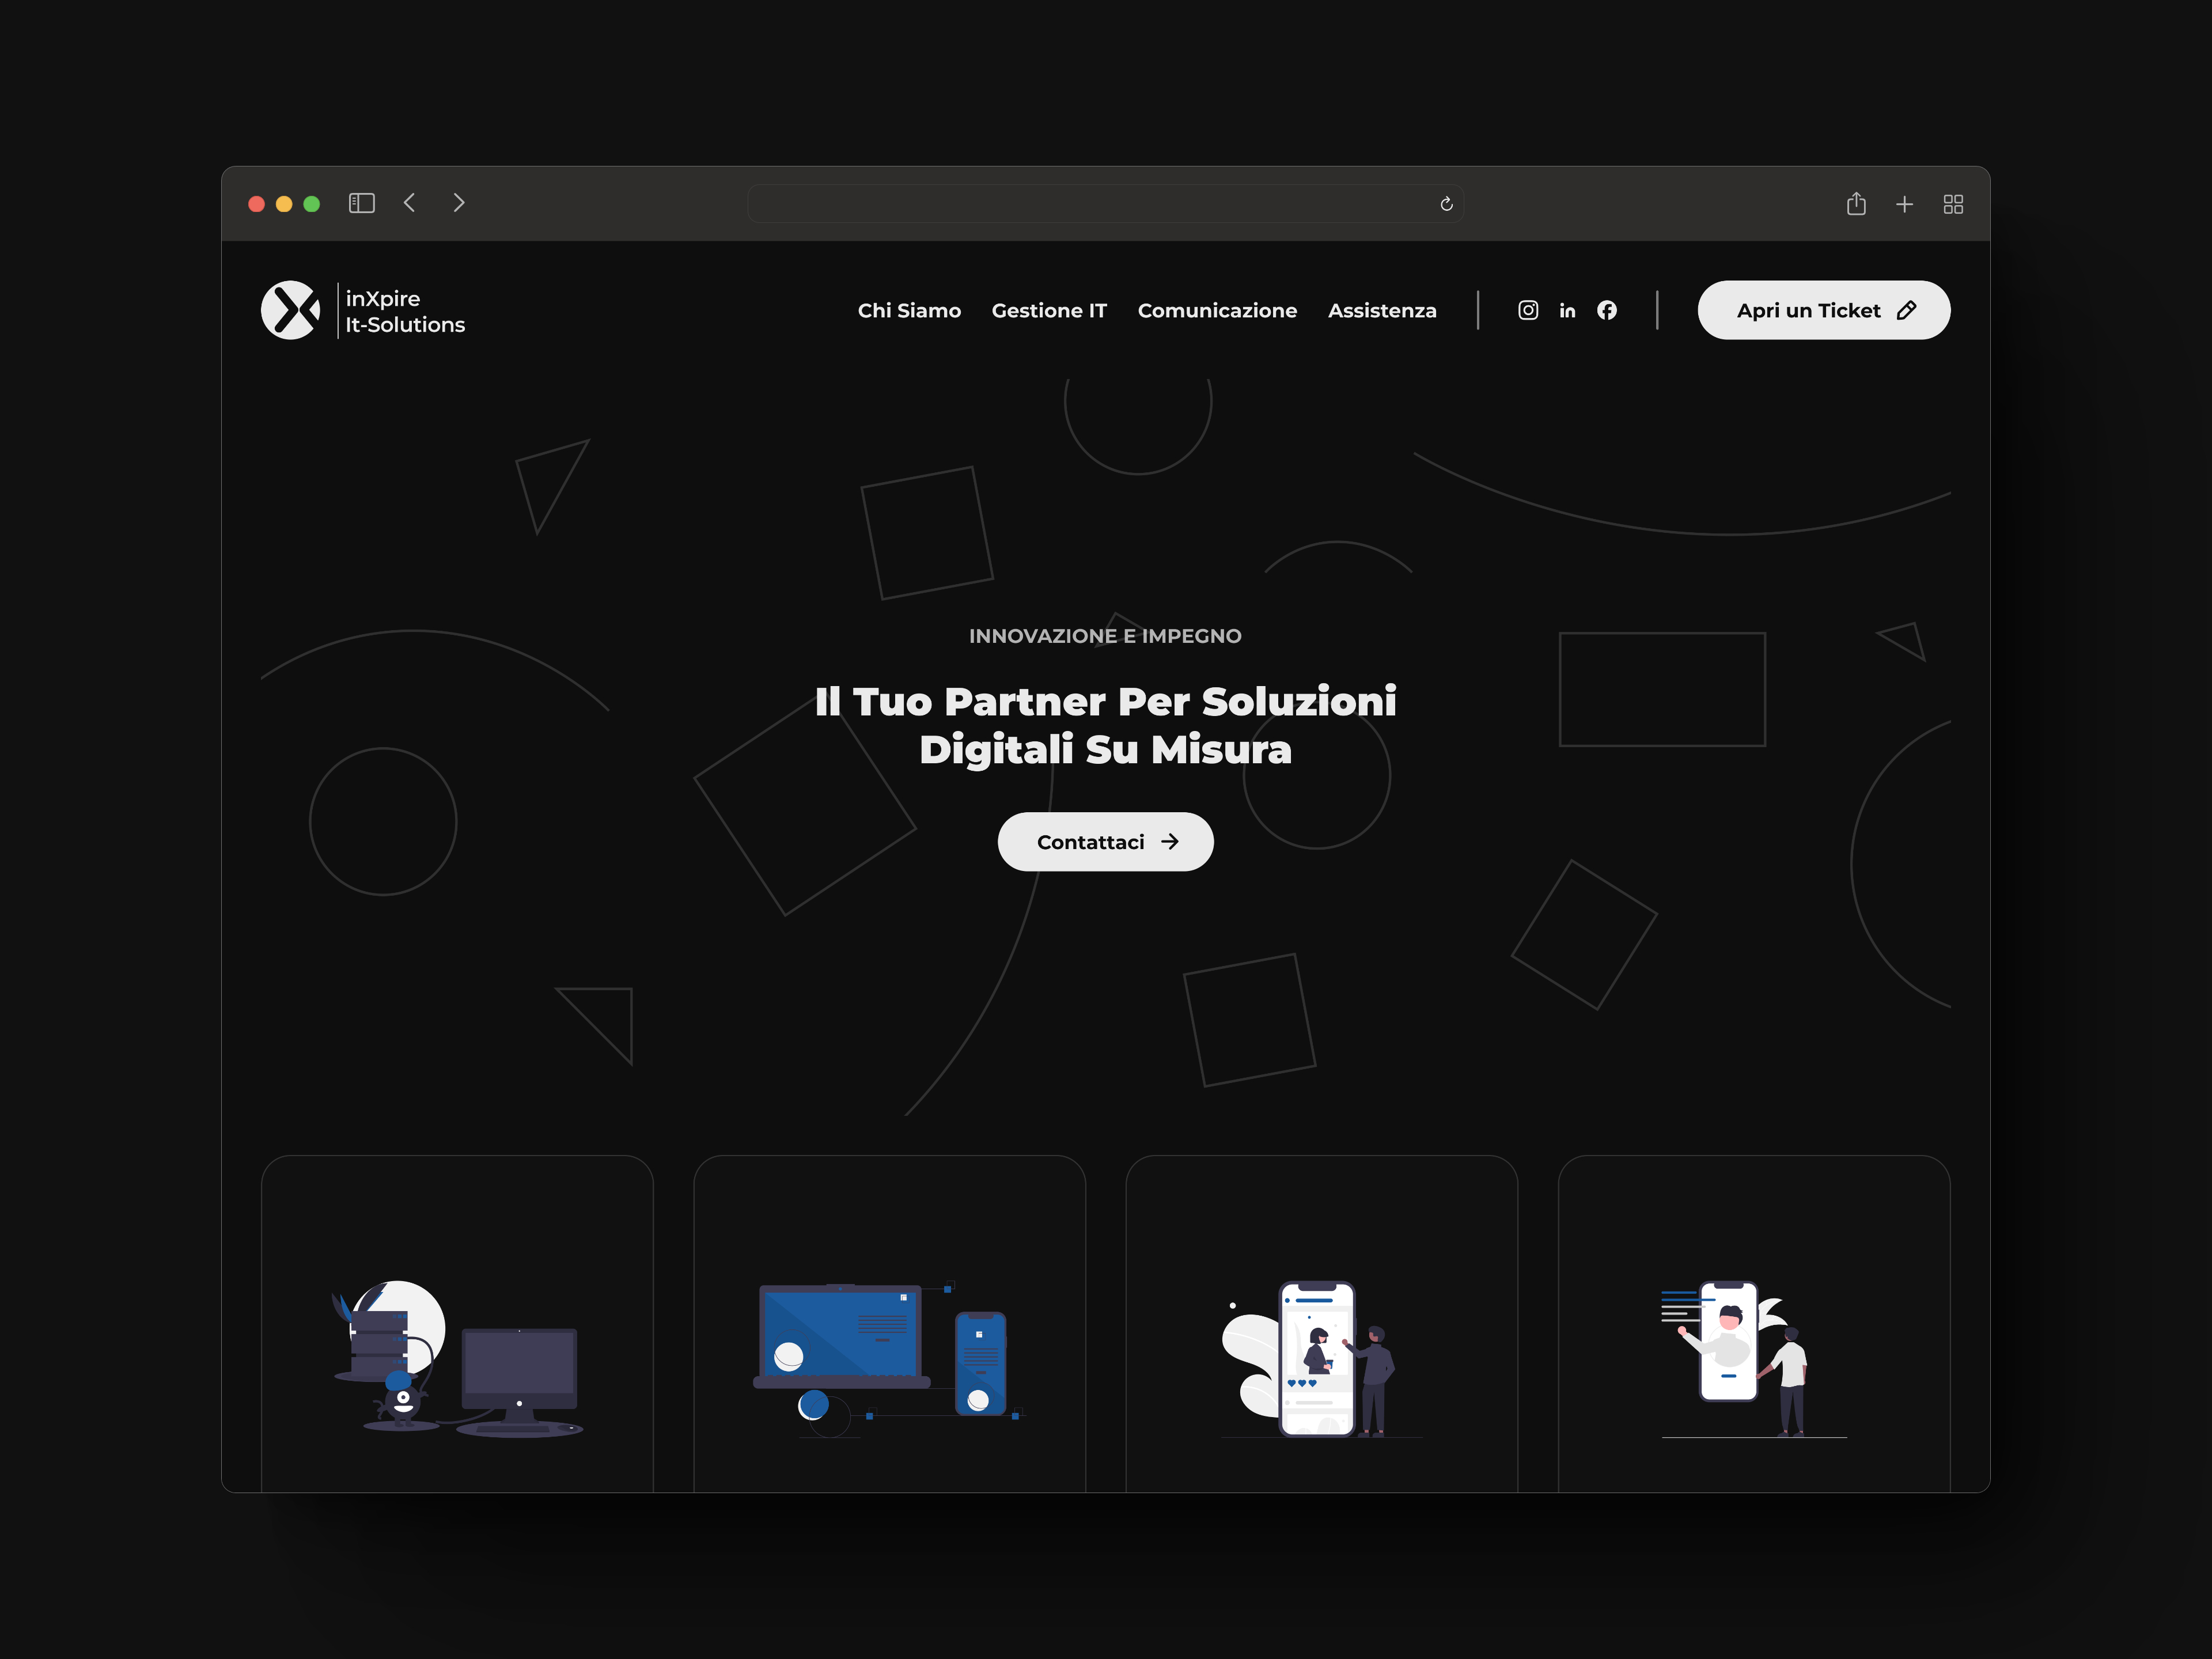 inXpire
It-Solutions
Chi Siamo
Gestione IT
Comunicazione
Assistenza
Apri un Ticket
INNOVAZIONE E IMPEGNO
Il Tuo Partner Per Soluzioni
Digitali Su Misura
Contattaci